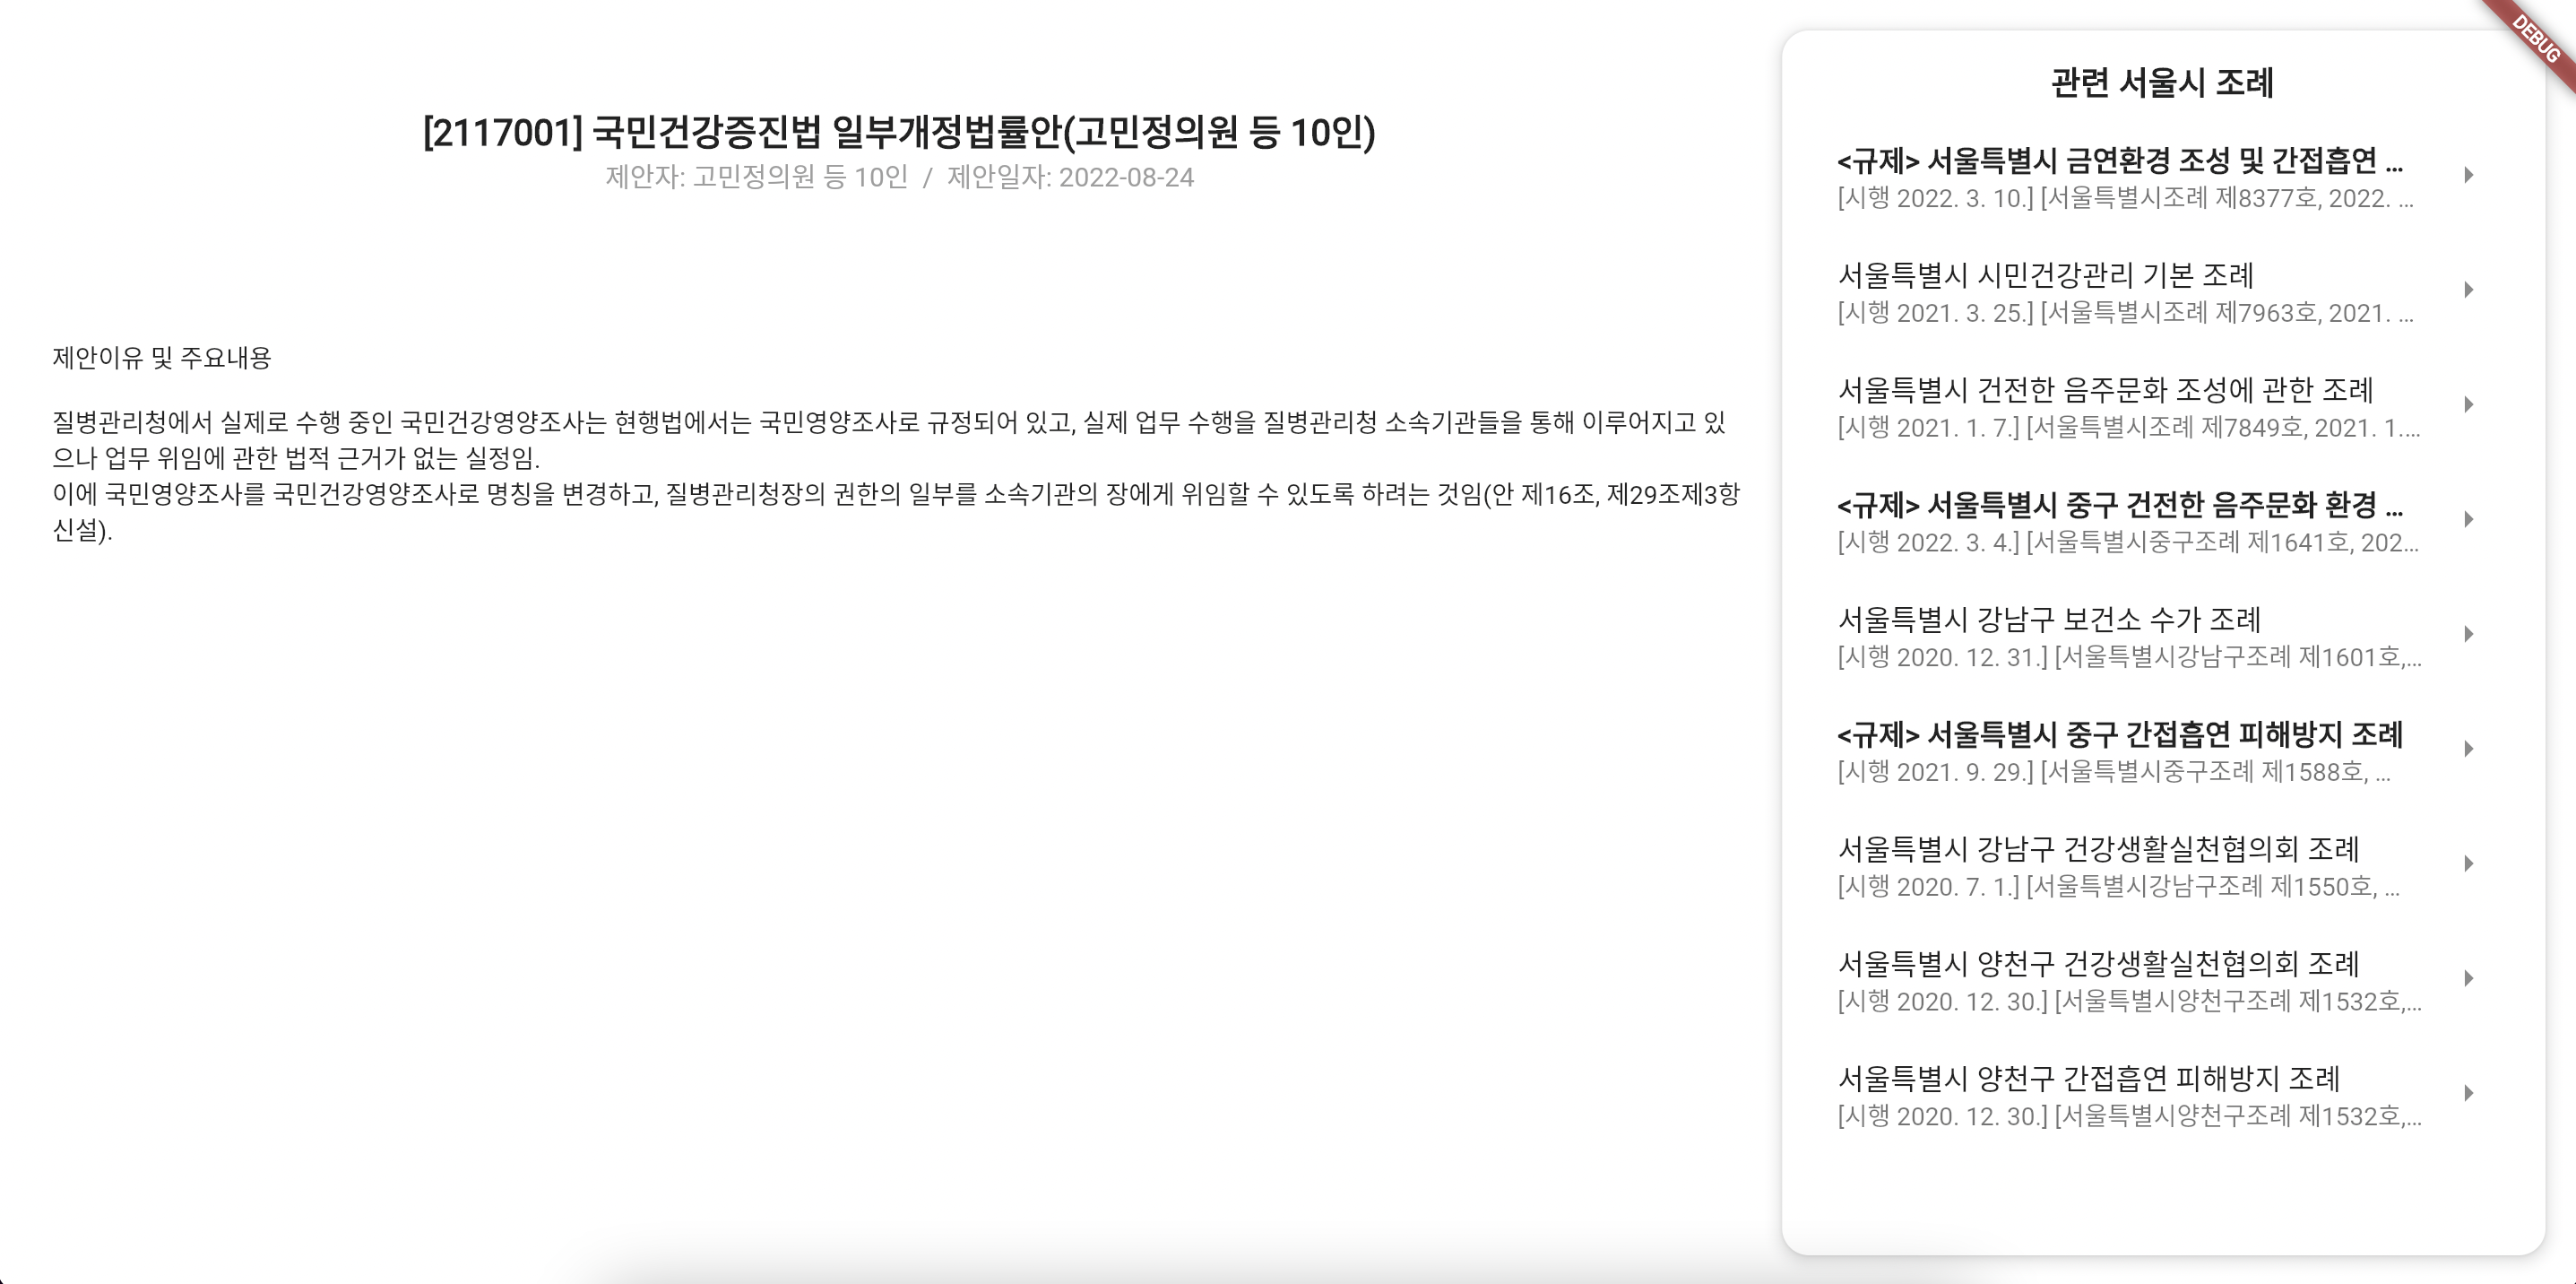 [2117001] 국민건강증진법 일부개정법률안(고민정의원 등 10인)
제안자: 고민정의원 등 10인 / 제안일자: 2022-08-24
제안이유 및 주요내용
질병관리청에서 실제로 수행 중인 국민건강영양조사는 현행법에서는 국민영양조사로 규정되어 있고, 실제 업무 수행을 질병관리청 소속기관들을 통해 이루어지고 있
으나 업무 위임에 관한 법적 근거가 없는 실정임.
이에 국민영양조사를 국민건강영양조사로 명칭을 변경하고, 질병관리청장의 권한의 일부를 소속기관의 장에게 위임할 수 있도록 하려는 것임(안 제16조, 제29조제3항
신설).
DEBUG
관련 서울시 조례
<규제> 서울특별시 금연환경 조성 및 간접흡연 ...
[시행 2022. 3. 10.] [서울특별시조례 제8377호, 2022. ...
서울특별시 시민건강관리 기본 조례
[시행 2021. 3. 25.] [서울특별시조례 제7963호, 2021. ...
서울특별시 건전한 음주문화 조성에 관한 조례
[시행 2021. 1. 7.] [서울특별시조례 제7849호, 2021. 1....
<규제> 서울특별시 중구 건전한 음주문화 환경 ...
[시행 2022. 3. 4.] [서울특별시중구조례 제1641호, 202...
서울특별시 강남구 보건소 수가 조례
[시행 2020. 12. 31.] [서울특별시강남구조례 제1601호,...
<규제> 서울특별시 중구 간접흡연 피해방지 조례
[시행 2021. 9. 29.] [서울특별시중구조례 제1588호, ...
서울특별시 강남구 건강생활실천협의회 조례
[시행 2020. 7. 1.] [서울특별시강남구조례 제1550호, ...
서울특별시 양천구 건강생활실천협의회 조례
[시행 2020. 12. 30.] [서울특별시양천구조례 제1532호,...
서울특별시 양천구 간접흡연 피해방지 조례
[시행 2020. 12. 30.] [서울특별시양천구조례 제1532호,...